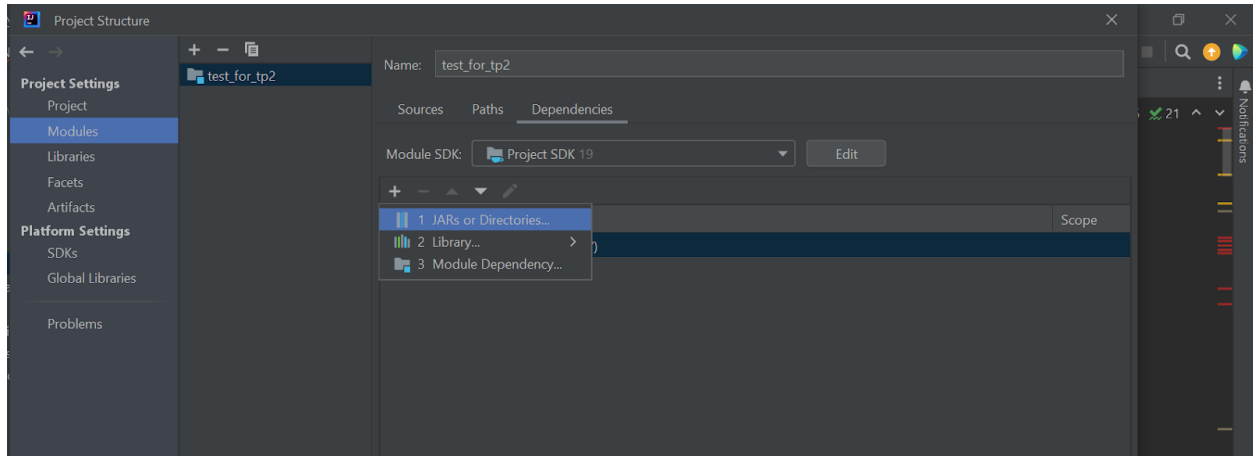 Project Structure
Project Settings
Project
Modules
Libraries
Facets
Artifacts
Platform Settings
SDKs
Global Libraries
Problems
test_for_tp2
Name: test_for_tp2
Sources Paths Dependencies
Module SDK: Project SDK 19 Edit
Scope
1 JARs or Directories...
2 Library...
3 Module Dependency...
21
Notifications